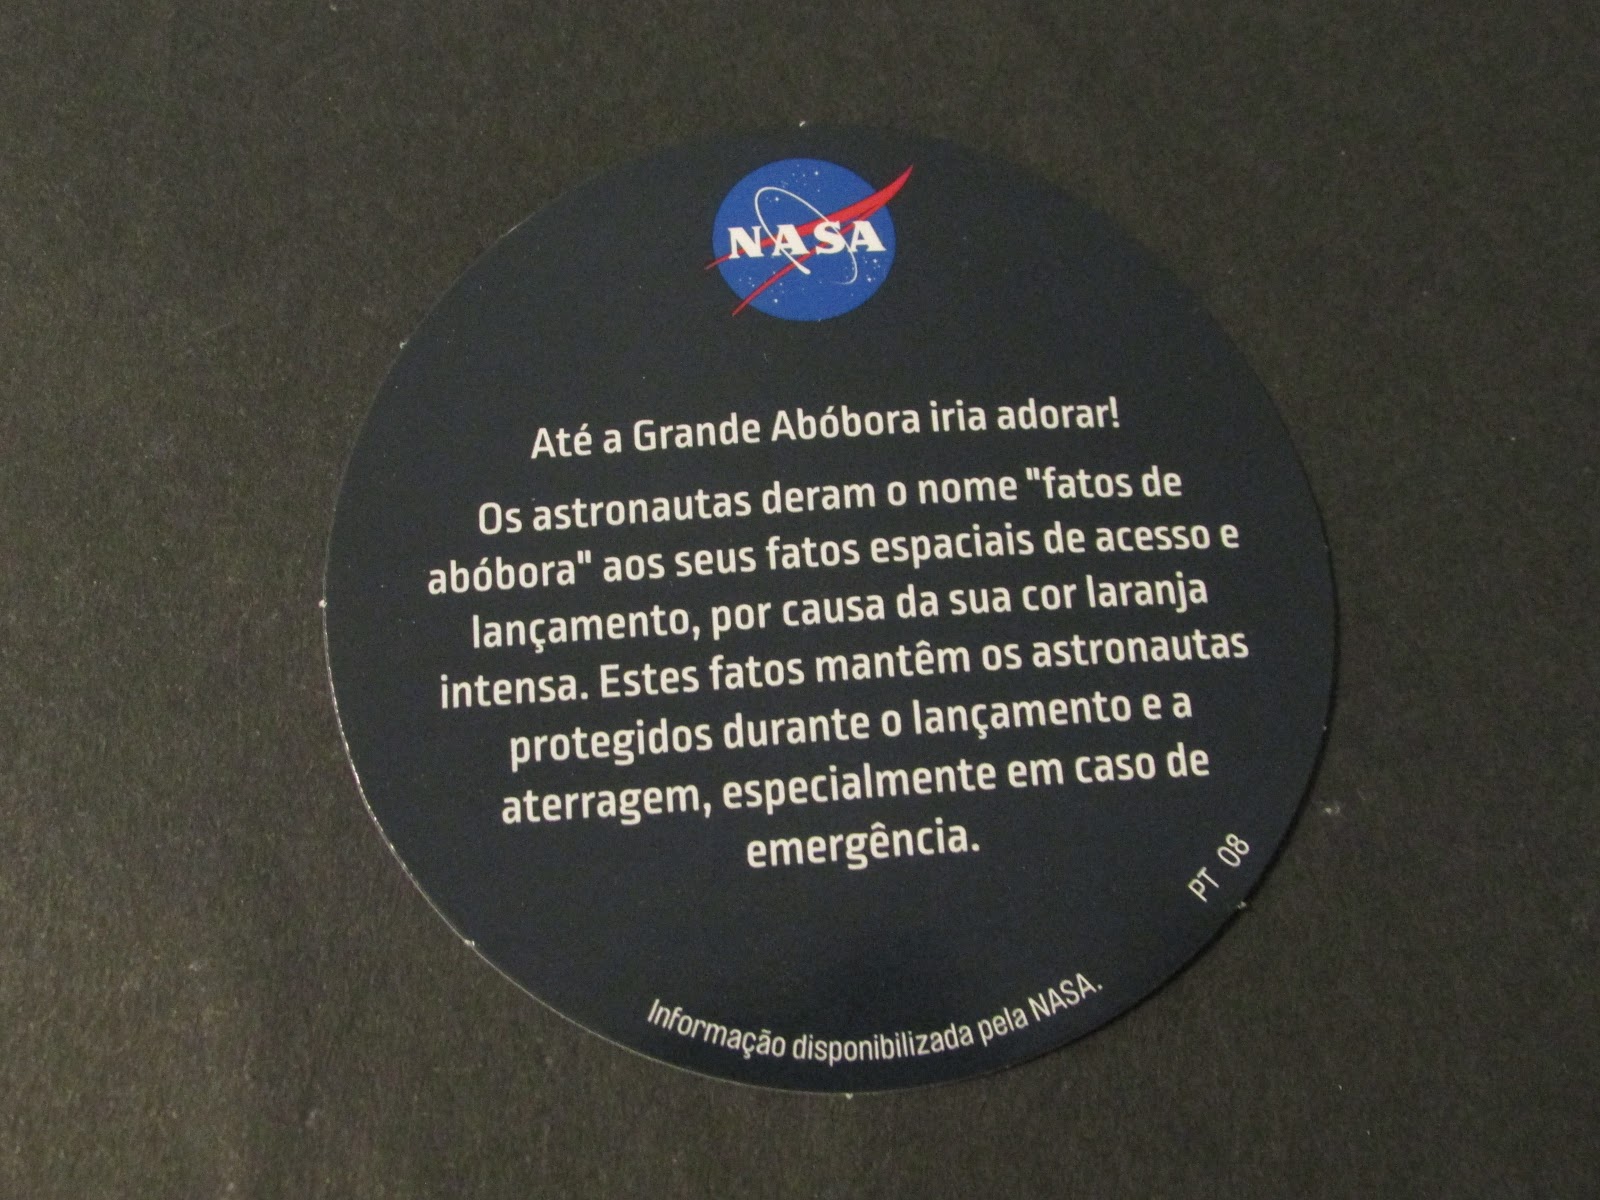 NASA
Até a Grande Abóbora iria adorar!
Os astronautas deram o nome "fatos de
abóbora" aos seus fatos espaciais de acesso e
lançamento, por causa da sua cor laranja
intensa. Estes fatos mantêm os astronautas
protegidos durante o lançamento e a
aterragem, especialmente em caso de
emergência.
PT 08
Informação disponibilizada pela NASA.